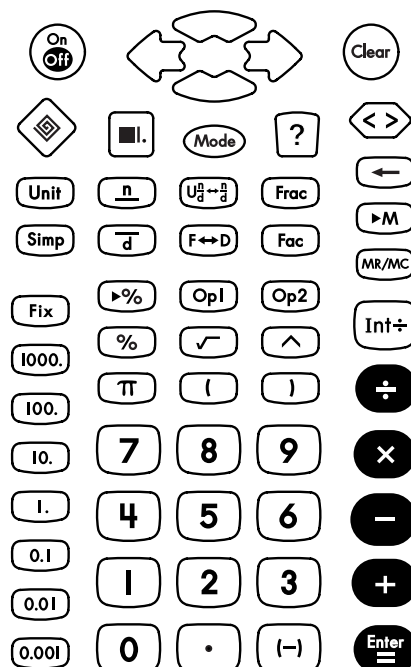 On
Off
Clear
■I.
Mode
?
< >
←
Unit
n
U n/d ↔ n/d
Frac
▸M
Simp
d
F↔D
Fac
MR/MC
Fix
▸%
Op1
Op2
Int÷
1000.
%
√
^
100.
π
(
)
÷
10.
7
8
9
×
1.
4
5
6
−
0.1
1
2
3
+
0.01
0.001
0
.
(–)
Enter
=